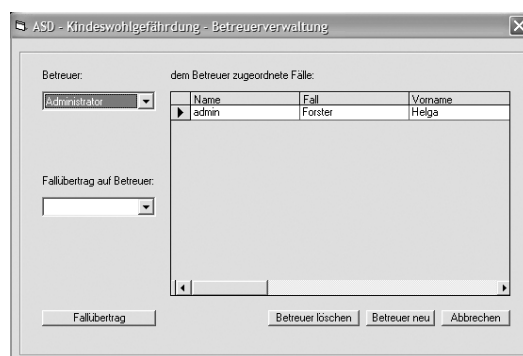 ASD - Kindeswohlgefährdung - Betreuerverwaltung
Betreuer:
dem Betreuer zugeordnete Fälle:
Administrator
Name Fall Vorname
admin Forster Helga
Fallübertrag auf Betreuer:
Fallübertrag
Betreuer löschen
Betreuer neu
Abbrechen